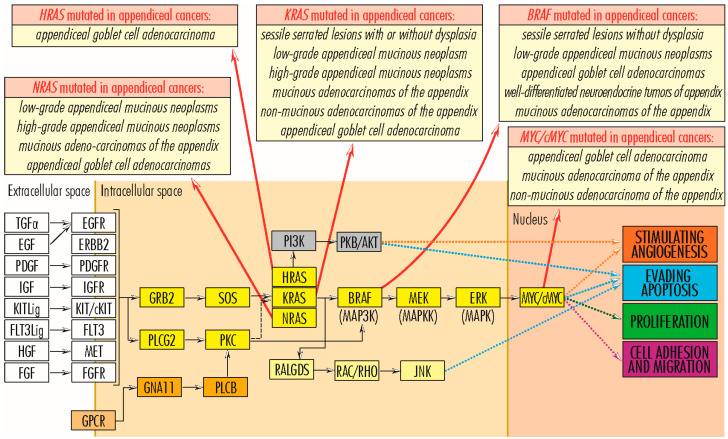 HRAS mutated in appendiceal cancers:
appendiceal goblet cell adenocarcinoma
KRAS mutated in appendiceal cancers:
sessile serrated lesions with or without dysplasia
low-grade appendiceal mucinous neoplasm
high-grade appendiceal mucinous neoplasms
mucinous adenocarcinomas of the appendix
non-mucinous adenocarcinomas of the appendix
appendiceal goblet cell adenocarcinoma
BRAF mutated in appendiceal cancers:
sessile serrated lesions without dysplasia
low-grade appendiceal mucinous neoplasms
appendiceal goblet cell adenocarcinomas
well-differentiated neuroendocrine tumors of appendix
mucinous adenocarcinomas of the appendix
NRAS mutated in appendiceal cancers:
low-grade appendiceal mucinous neoplasms
high-grade appendiceal mucinous neoplasms
mucinous adeno-carcinomas of the appendix
appendiceal goblet cell adenocarcinomas
MYC/cMYC mutated in appendiceal cancers:
appendiceal goblet cell adenocarcinoma
mucinous adenocarcinoma of the appendix
non-mucinous adenocarcinoma of the appendix
Extracellular space
Intracellular space
Nucleus
TGFα
EGF
PDGF
IGF
KITLig
FLT3Lig
HGF
FGF
EGFR
ERBB2
PDGFR
IGFR
KIT/cKIT
FLT3
MET
FGFR
GPCR
GRB2
SOS
PLCG2
PKC
GNA11
PLCB
PI3K
PKB/AKT
HRAS
KRAS
NRAS
BRAF
(MAP3K)
MEK
(MAPKK)
ERK
(MAPK)
MYC/cMYC
RALGDS
RAC/RHO
JNK
STIMULATING
ANGIOGENESIS
EVADING
APOPTOSIS
PROLIFERATION
CELL ADHESION
AND MIGRATION